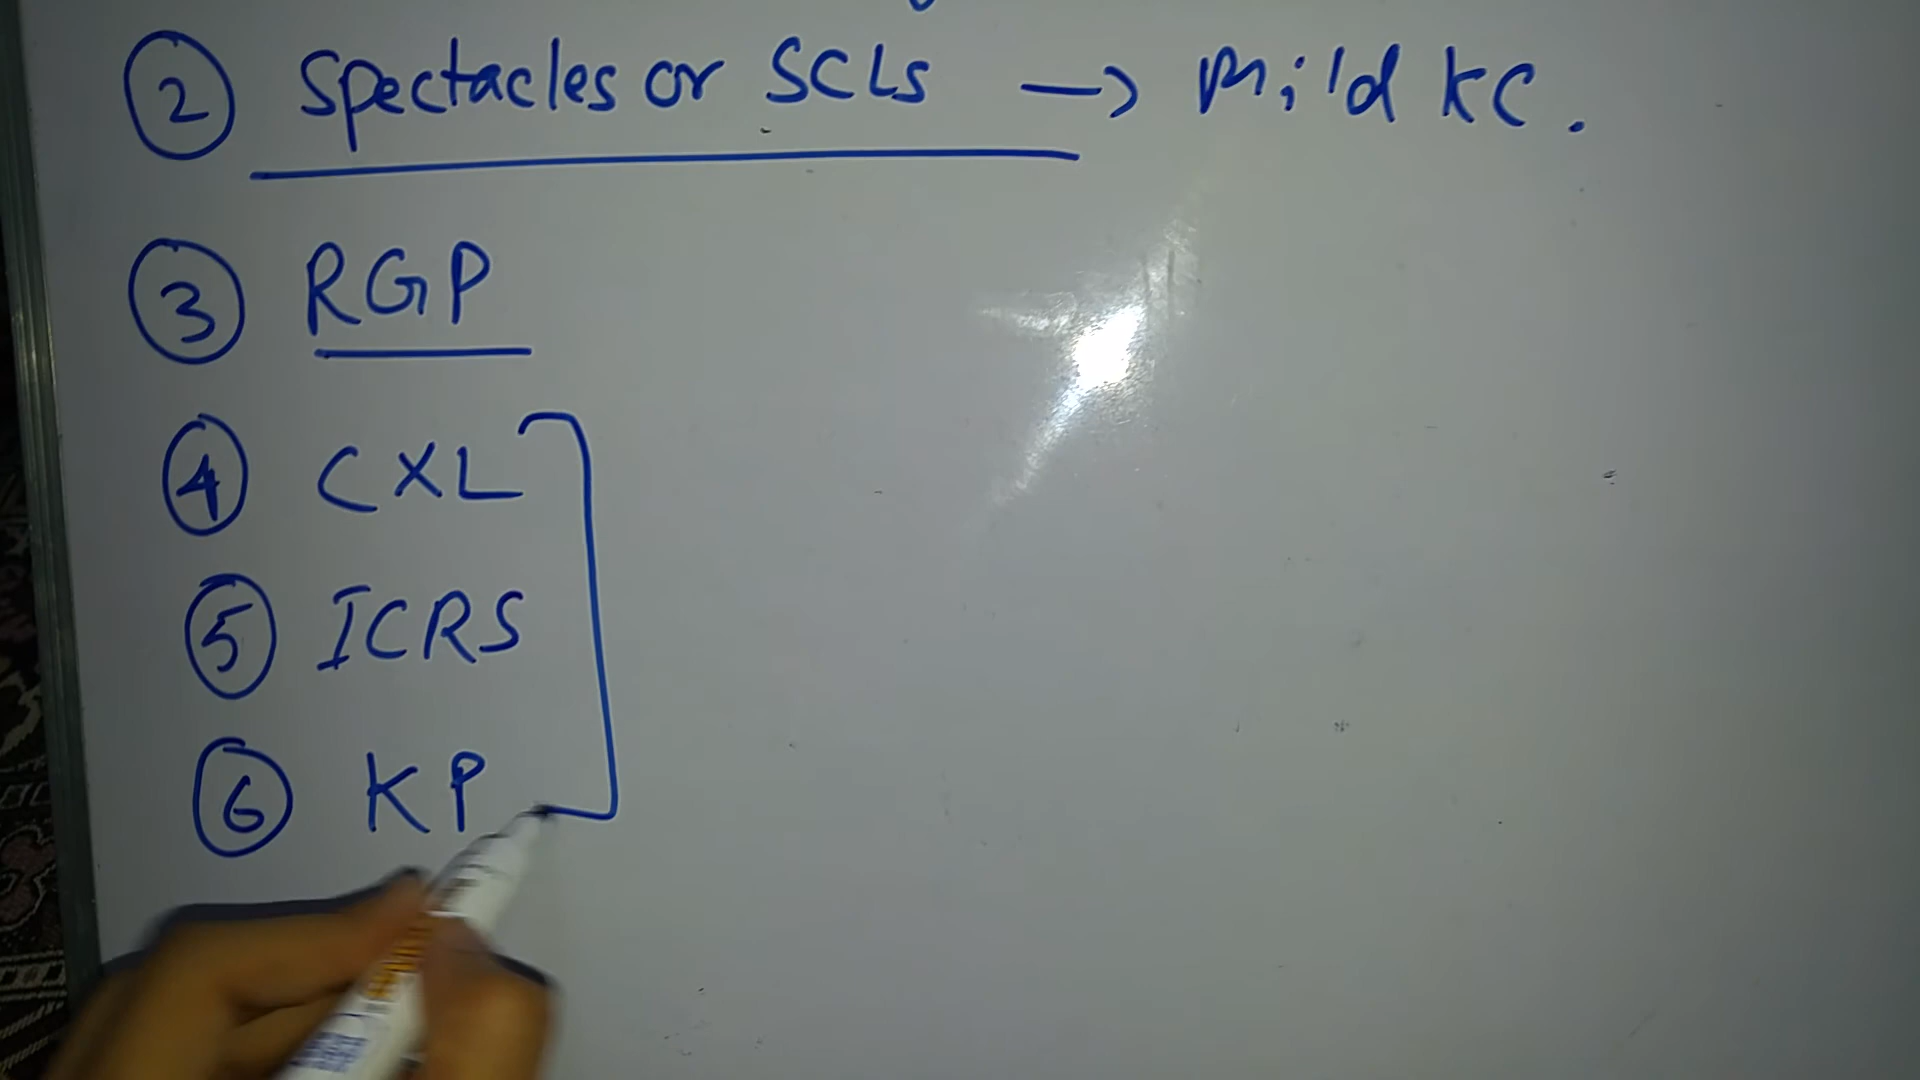 ② Spectacles or SCLs → Mild KC.
③ RGP
④ CXL
⑤ ICRS
⑥ KP